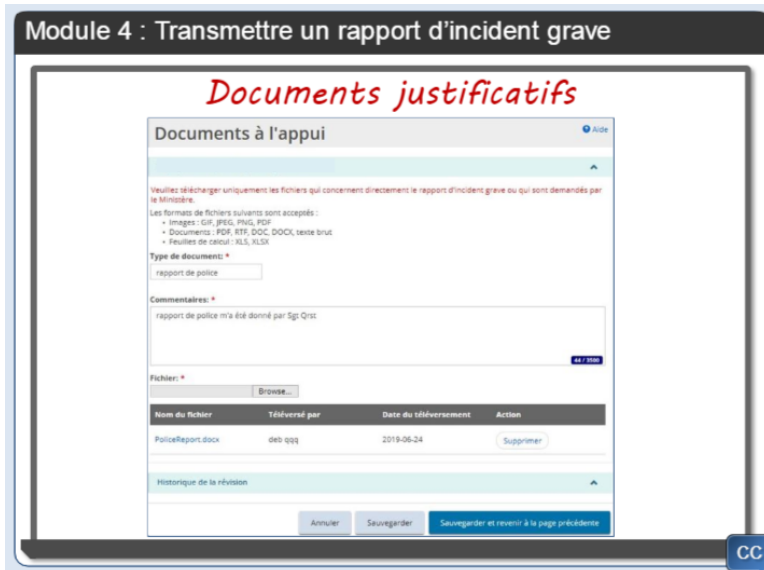 Module 4 : Transmettre un rapport d'incident grave
Documents justificatifs
Documents à l'appui
Aide
Veuillez télécharger uniquement les fichiers qui concernent directement le rapport d'incident grave ou qui sont demandés par
le Ministère.
Les formats de fichiers suivants sont acceptés :
• Images : GIF, JPEG, PNG, PDF
• Documents : PDF, RTF, DOC, DOCX, texte brut
• Feuilles de calcul : XLS, XLSX
Type de document: *
rapport de police
Commentaires: *
rapport de police m'a été donné par Sgt Qrst
44 / 3500
Fichier: *
Browse...
Nom du fichier Téléversé par Date du téléversement Action
PoliceReport.docx deb qqq 2019-06-24 Supprimer
Historique de la révision
Annuler Sauvegarder Sauvegarder et revenir à la page précédente
CC